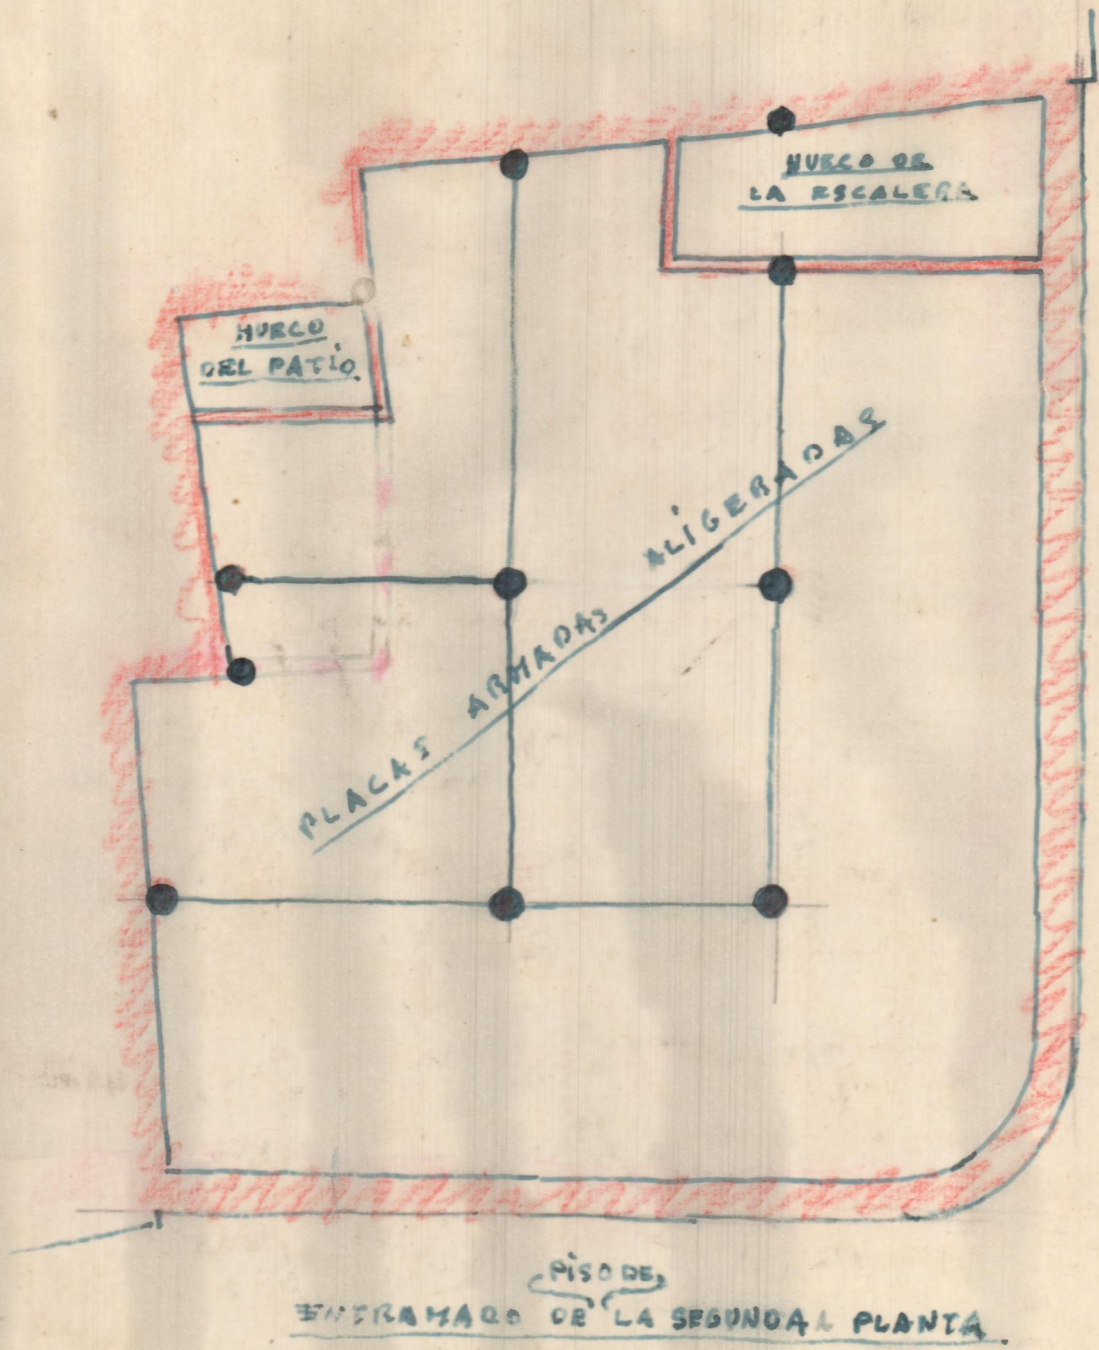 HUECO DE
LA ESCALERA
HUECO
DEL PATIO.
PLACAS ARMADAS ALIGERADAS
PISO DE
ENTRAMADO DE LA SEGUNDA PLANTA.